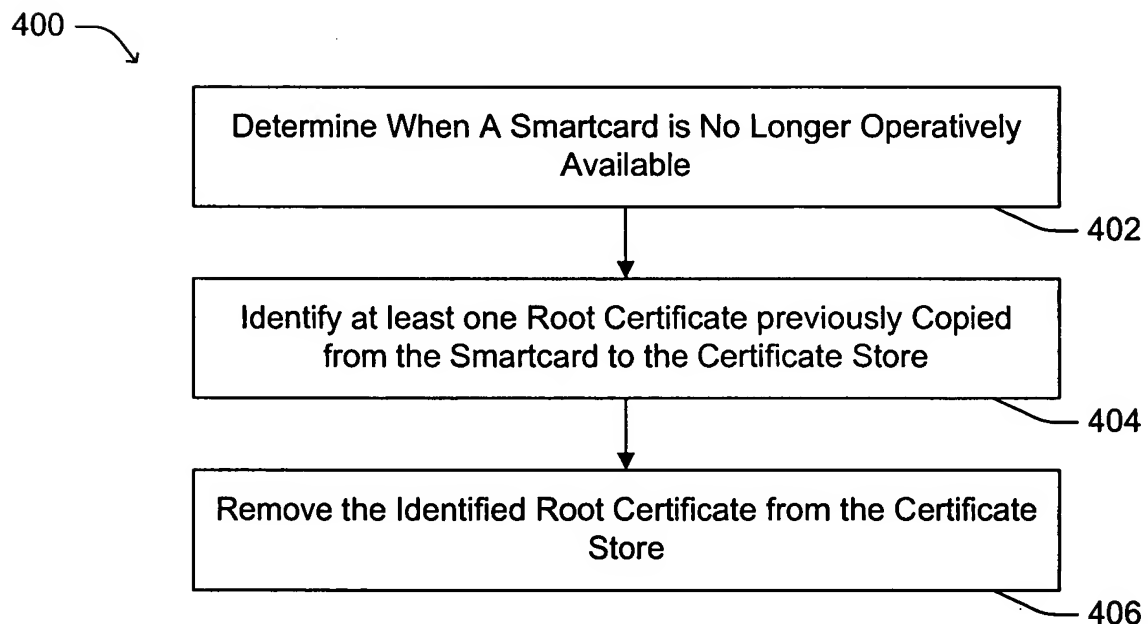 400
Determine When A Smartcard is No Longer Operatively
Available
402
Identify at least one Root Certificate previously Copied
from the Smartcard to the Certificate Store
404
Remove the Identified Root Certificate from the Certificate
Store
406